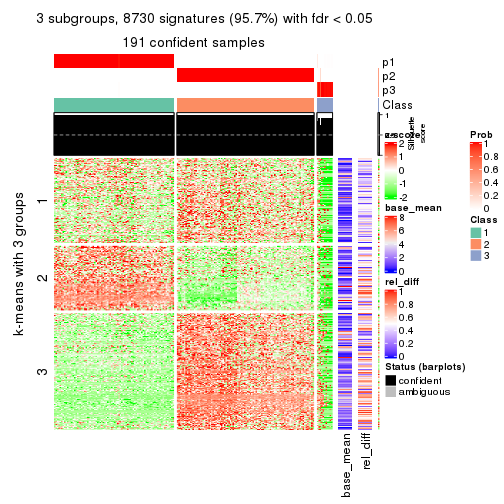 3 subgroups, 8730 signatures (95.7%) with fdr < 0.05
191 confident samples
p1
p2
p3
Class
1
Silhouette
score
z-score
2
1
0
-1
-2
Prob
1
0.8
0.6
0.4
0.2
0
base_mean
8
6
4
2
0
Class
1
2
3
rel_diff
1
0.8
0.6
0.4
0.2
0
Status (barplots)
confident
ambiguous
k-means with 3 groups
1
2
3
base_mean
rel_diff